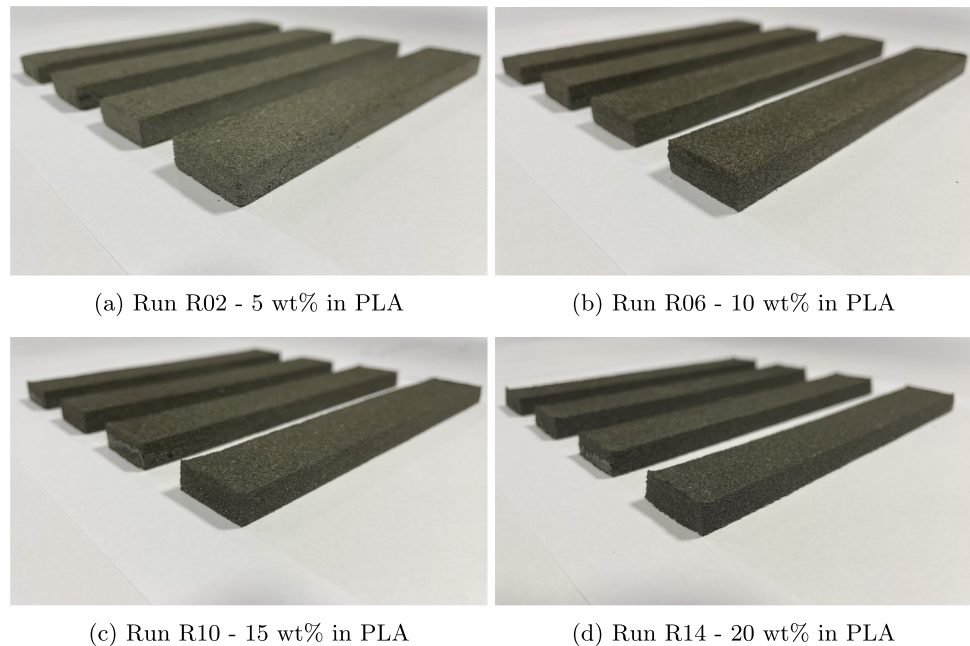 (a) Run R02 - 5 wt% in PLA
(b) Run R06 - 10 wt% in PLA
(c) Run R10 - 15 wt% in PLA
(d) Run R14 - 20 wt% in PLA